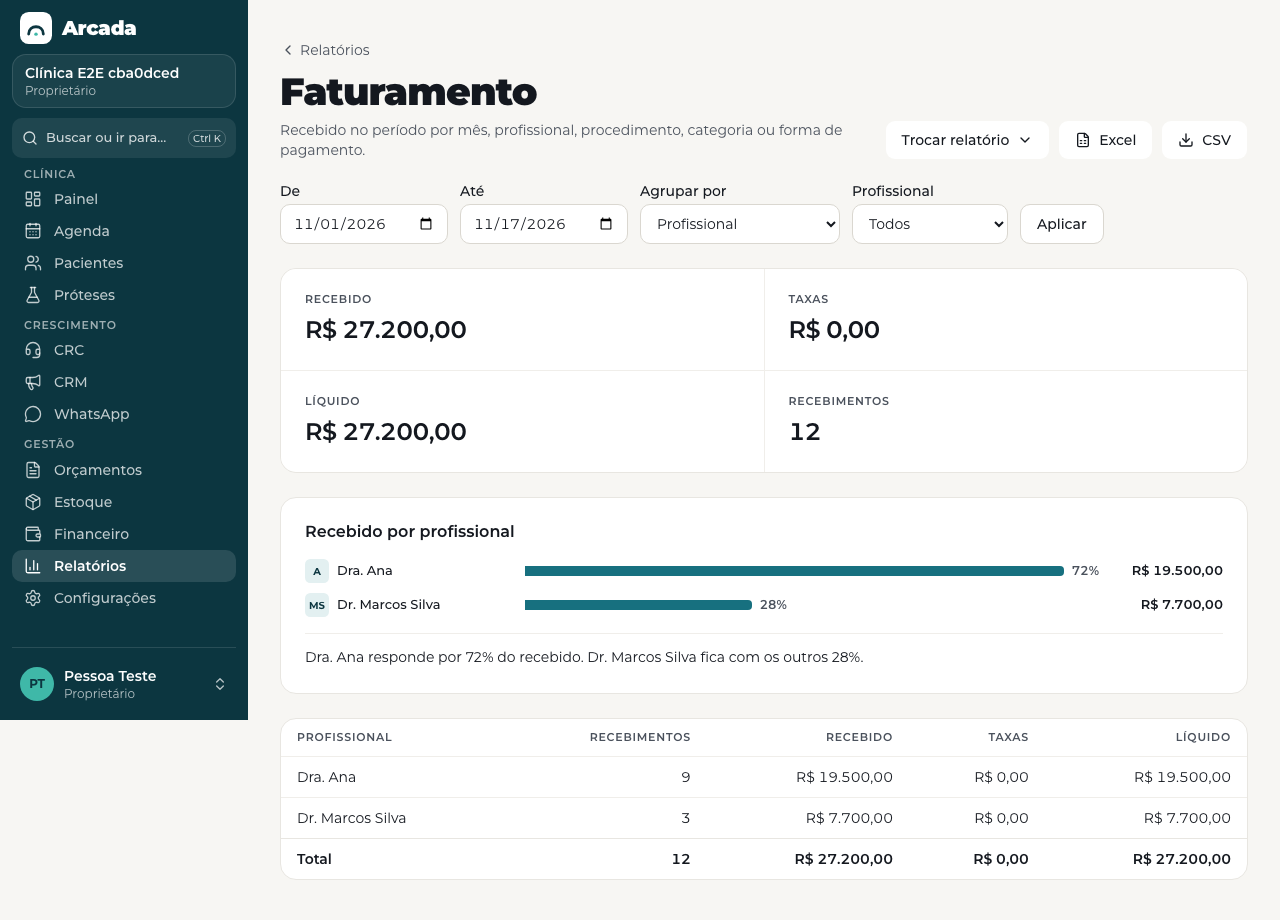 Arcada
Clínica E2E cba0dced
Proprietário
Buscar ou ir para... Ctrl K
CLÍNICA
Painel
Agenda
Pacientes
Próteses
CRESCIMENTO
CRC
CRM
WhatsApp
GESTÃO
Orçamentos
Estoque
Financeiro
Relatórios
Configurações
PT Pessoa Teste
Proprietário
Relatórios
Faturamento
Recebido no período por mês, profissional, procedimento, categoria ou forma de
pagamento.
Trocar relatório Excel CSV
De Até Agrupar por Profissional
11/01/2026 11/17/2026 Profissional Todos Aplicar
RECEBIDO TAXAS
R$ 27.200,00 R$ 0,00
LÍQUIDO RECEBIMENTOS
R$ 27.200,00 12
Recebido por profissional
A Dra. Ana 72% R$ 19.500,00
MS Dr. Marcos Silva 28% R$ 7.700,00
Dra. Ana responde por 72% do recebido. Dr. Marcos Silva fica com os outros 28%.
PROFISSIONAL RECEBIMENTOS RECEBIDO TAXAS LÍQUIDO
Dra. Ana 9 R$ 19.500,00 R$ 0,00 R$ 19.500,00
Dr. Marcos Silva 3 R$ 7.700,00 R$ 0,00 R$ 7.700,00
Total 12 R$ 27.200,00 R$ 0,00 R$ 27.200,00